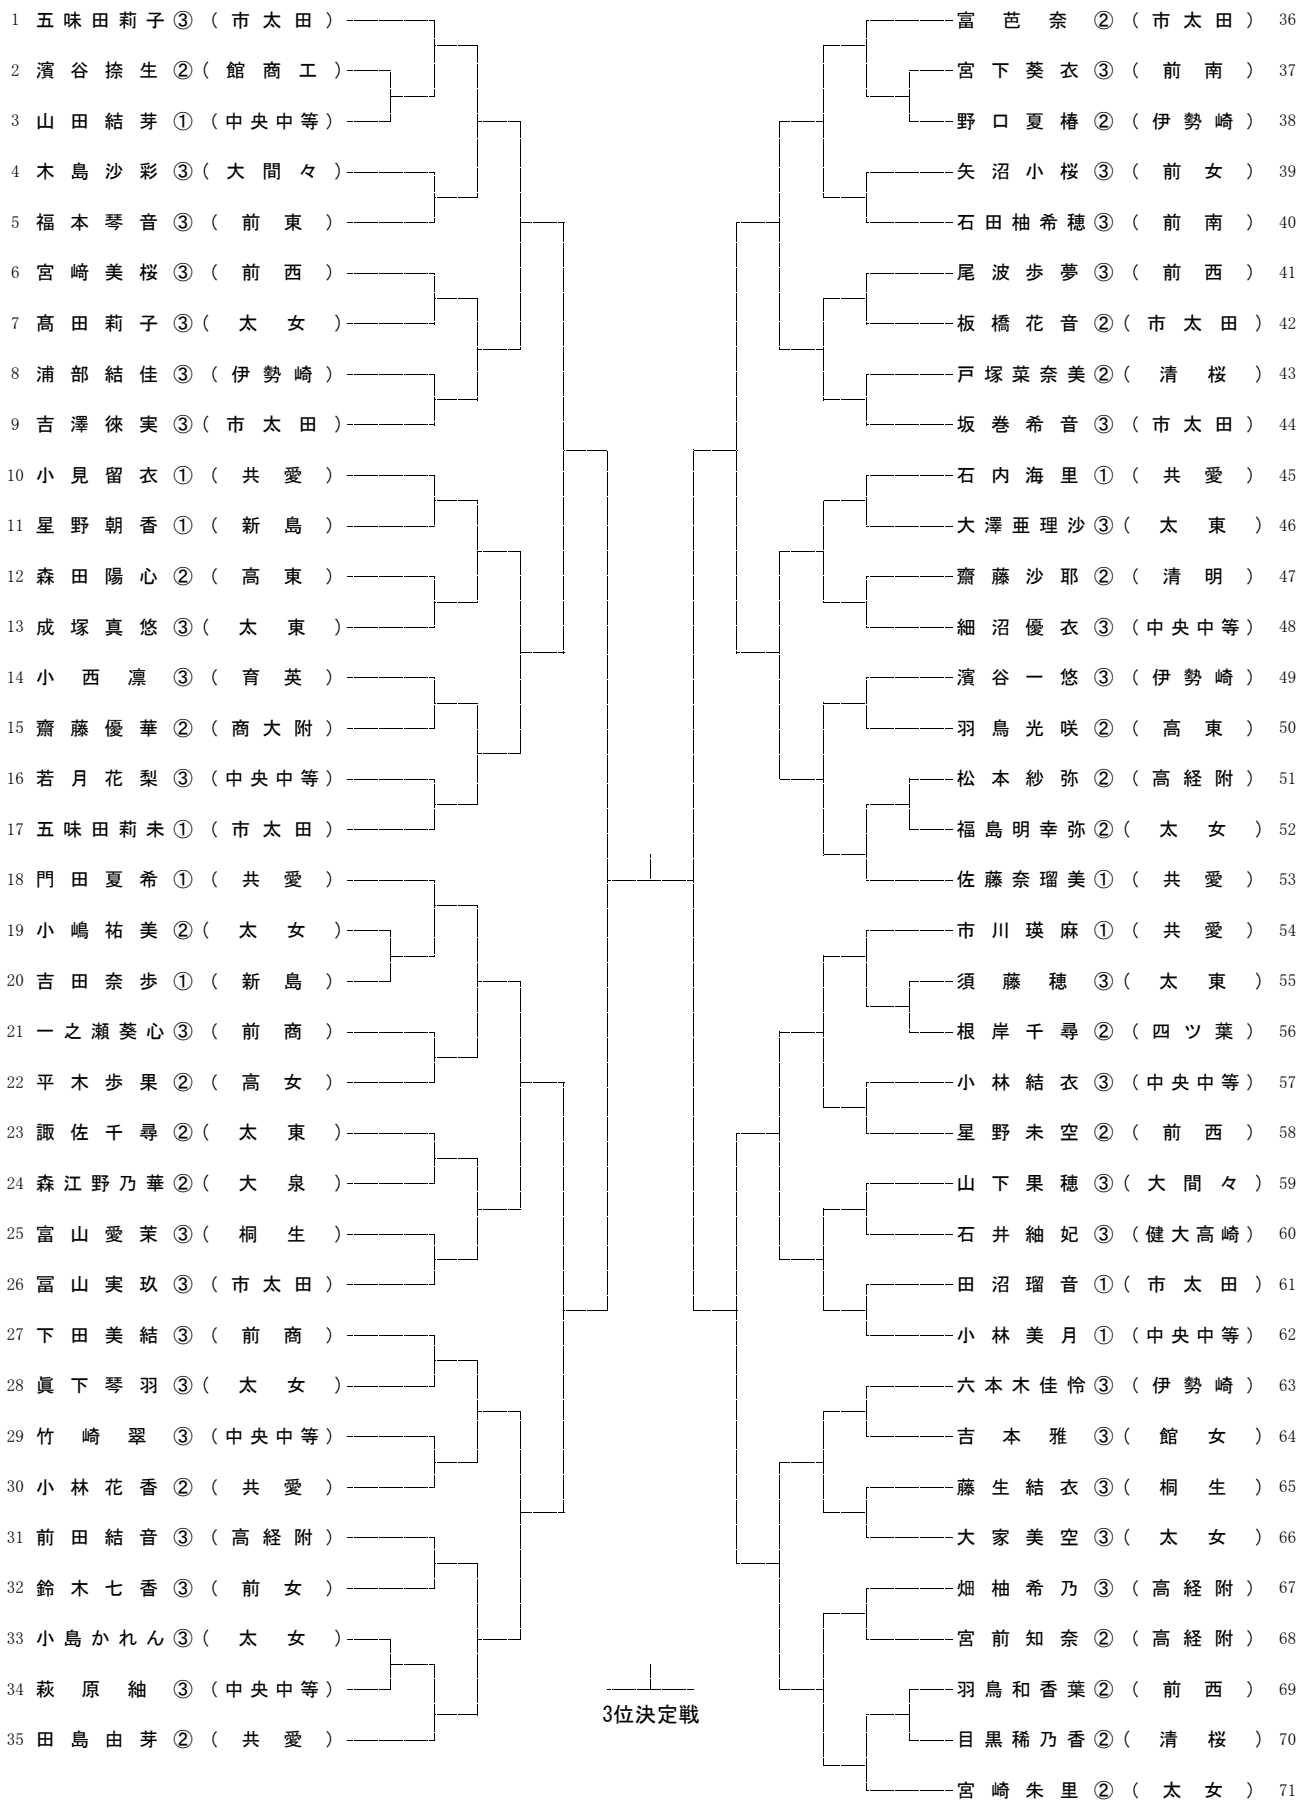 1 五味田莉子 ③ ( 市太田 )
2 濱谷捺生 ② ( 館商工 )
3 山田結芽 ① ( 中央中等 )
4 木島沙彩 ③ ( 大間々 )
5 福本琴音 ③ ( 前東 )
6 宮﨑美桜 ③ ( 前西 )
7 髙田莉子 ③ ( 太女 )
8 浦部結佳 ③ ( 伊勢崎 )
9 吉澤徠実 ③ ( 市太田 )
10 小見留衣 ① ( 共愛 )
11 星野朝香 ① ( 新島 )
12 森田陽心 ② ( 高東 )
13 成塚真悠 ③ ( 太東 )
14 小西凛 ③ ( 育英 )
15 齋藤優華 ② ( 商大附 )
16 若月花梨 ③ ( 中央中等 )
17 五味田莉未 ① ( 市太田 )
18 門田夏希 ① ( 共愛 )
19 小嶋祐美 ② ( 太女 )
20 吉田奈歩 ① ( 新島 )
21 一之瀬葵心 ③ ( 前商 )
22 平木歩果 ② ( 高女 )
23 諏佐千尋 ② ( 太東 )
24 森江野乃華 ② ( 大泉 )
25 富山愛茉 ③ ( 桐生 )
26 冨山実玖 ③ ( 市太田 )
27 下田美結 ③ ( 前商 )
28 眞下琴羽 ③ ( 太女 )
29 竹崎翠 ③ ( 中央中等 )
30 小林花香 ② ( 共愛 )
31 前田結音 ③ ( 高経附 )
32 鈴木七香 ③ ( 前女 )
33 小島かれん ③ ( 太女 )
34 萩原紬 ③ ( 中央中等 )
35 田島由芽 ② ( 共愛 )
3位決定戦
富芭奈 ② ( 市太田 ) 36
宮下葵衣 ③ ( 前南 ) 37
野口夏椿 ② ( 伊勢崎 ) 38
矢沼小桜 ③ ( 前女 ) 39
石田柚希穂 ③ ( 前南 ) 40
尾波歩夢 ③ ( 前西 ) 41
板橋花音 ② ( 市太田 ) 42
戸塚菜奈美 ② ( 清桜 ) 43
坂巻希音 ③ ( 市太田 ) 44
石内海里 ① ( 共愛 ) 45
大澤亜理沙 ③ ( 太東 ) 46
齋藤沙耶 ② ( 清明 ) 47
細沼優衣 ③ ( 中央中等 ) 48
濱谷一悠 ③ ( 伊勢崎 ) 49
羽鳥光咲 ② ( 高東 ) 50
松本紗弥 ② ( 高経附 ) 51
福島明幸弥 ② ( 太女 ) 52
佐藤奈瑠美 ① ( 共愛 ) 53
市川瑛麻 ① ( 共愛 ) 54
須藤穂 ③ ( 太東 ) 55
根岸千尋 ② ( 四ツ葉 ) 56
小林結衣 ③ ( 中央中等 ) 57
星野未空 ② ( 前西 ) 58
山下果穂 ③ ( 大間々 ) 59
石井紬妃 ③ ( 健大高崎 ) 60
田沼瑠音 ① ( 市太田 ) 61
小林美月 ① ( 中央中等 ) 62
六本木佳怜 ③ ( 伊勢崎 ) 63
吉本雅 ③ ( 館女 ) 64
藤生結衣 ③ ( 桐生 ) 65
大家美空 ③ ( 太女 ) 66
畑柚希乃 ③ ( 高経附 ) 67
宮前知奈 ② ( 高経附 ) 68
羽鳥和香葉 ② ( 前西 ) 69
目黒稀乃香 ② ( 清桜 ) 70
宮崎朱里 ② ( 太女 ) 71